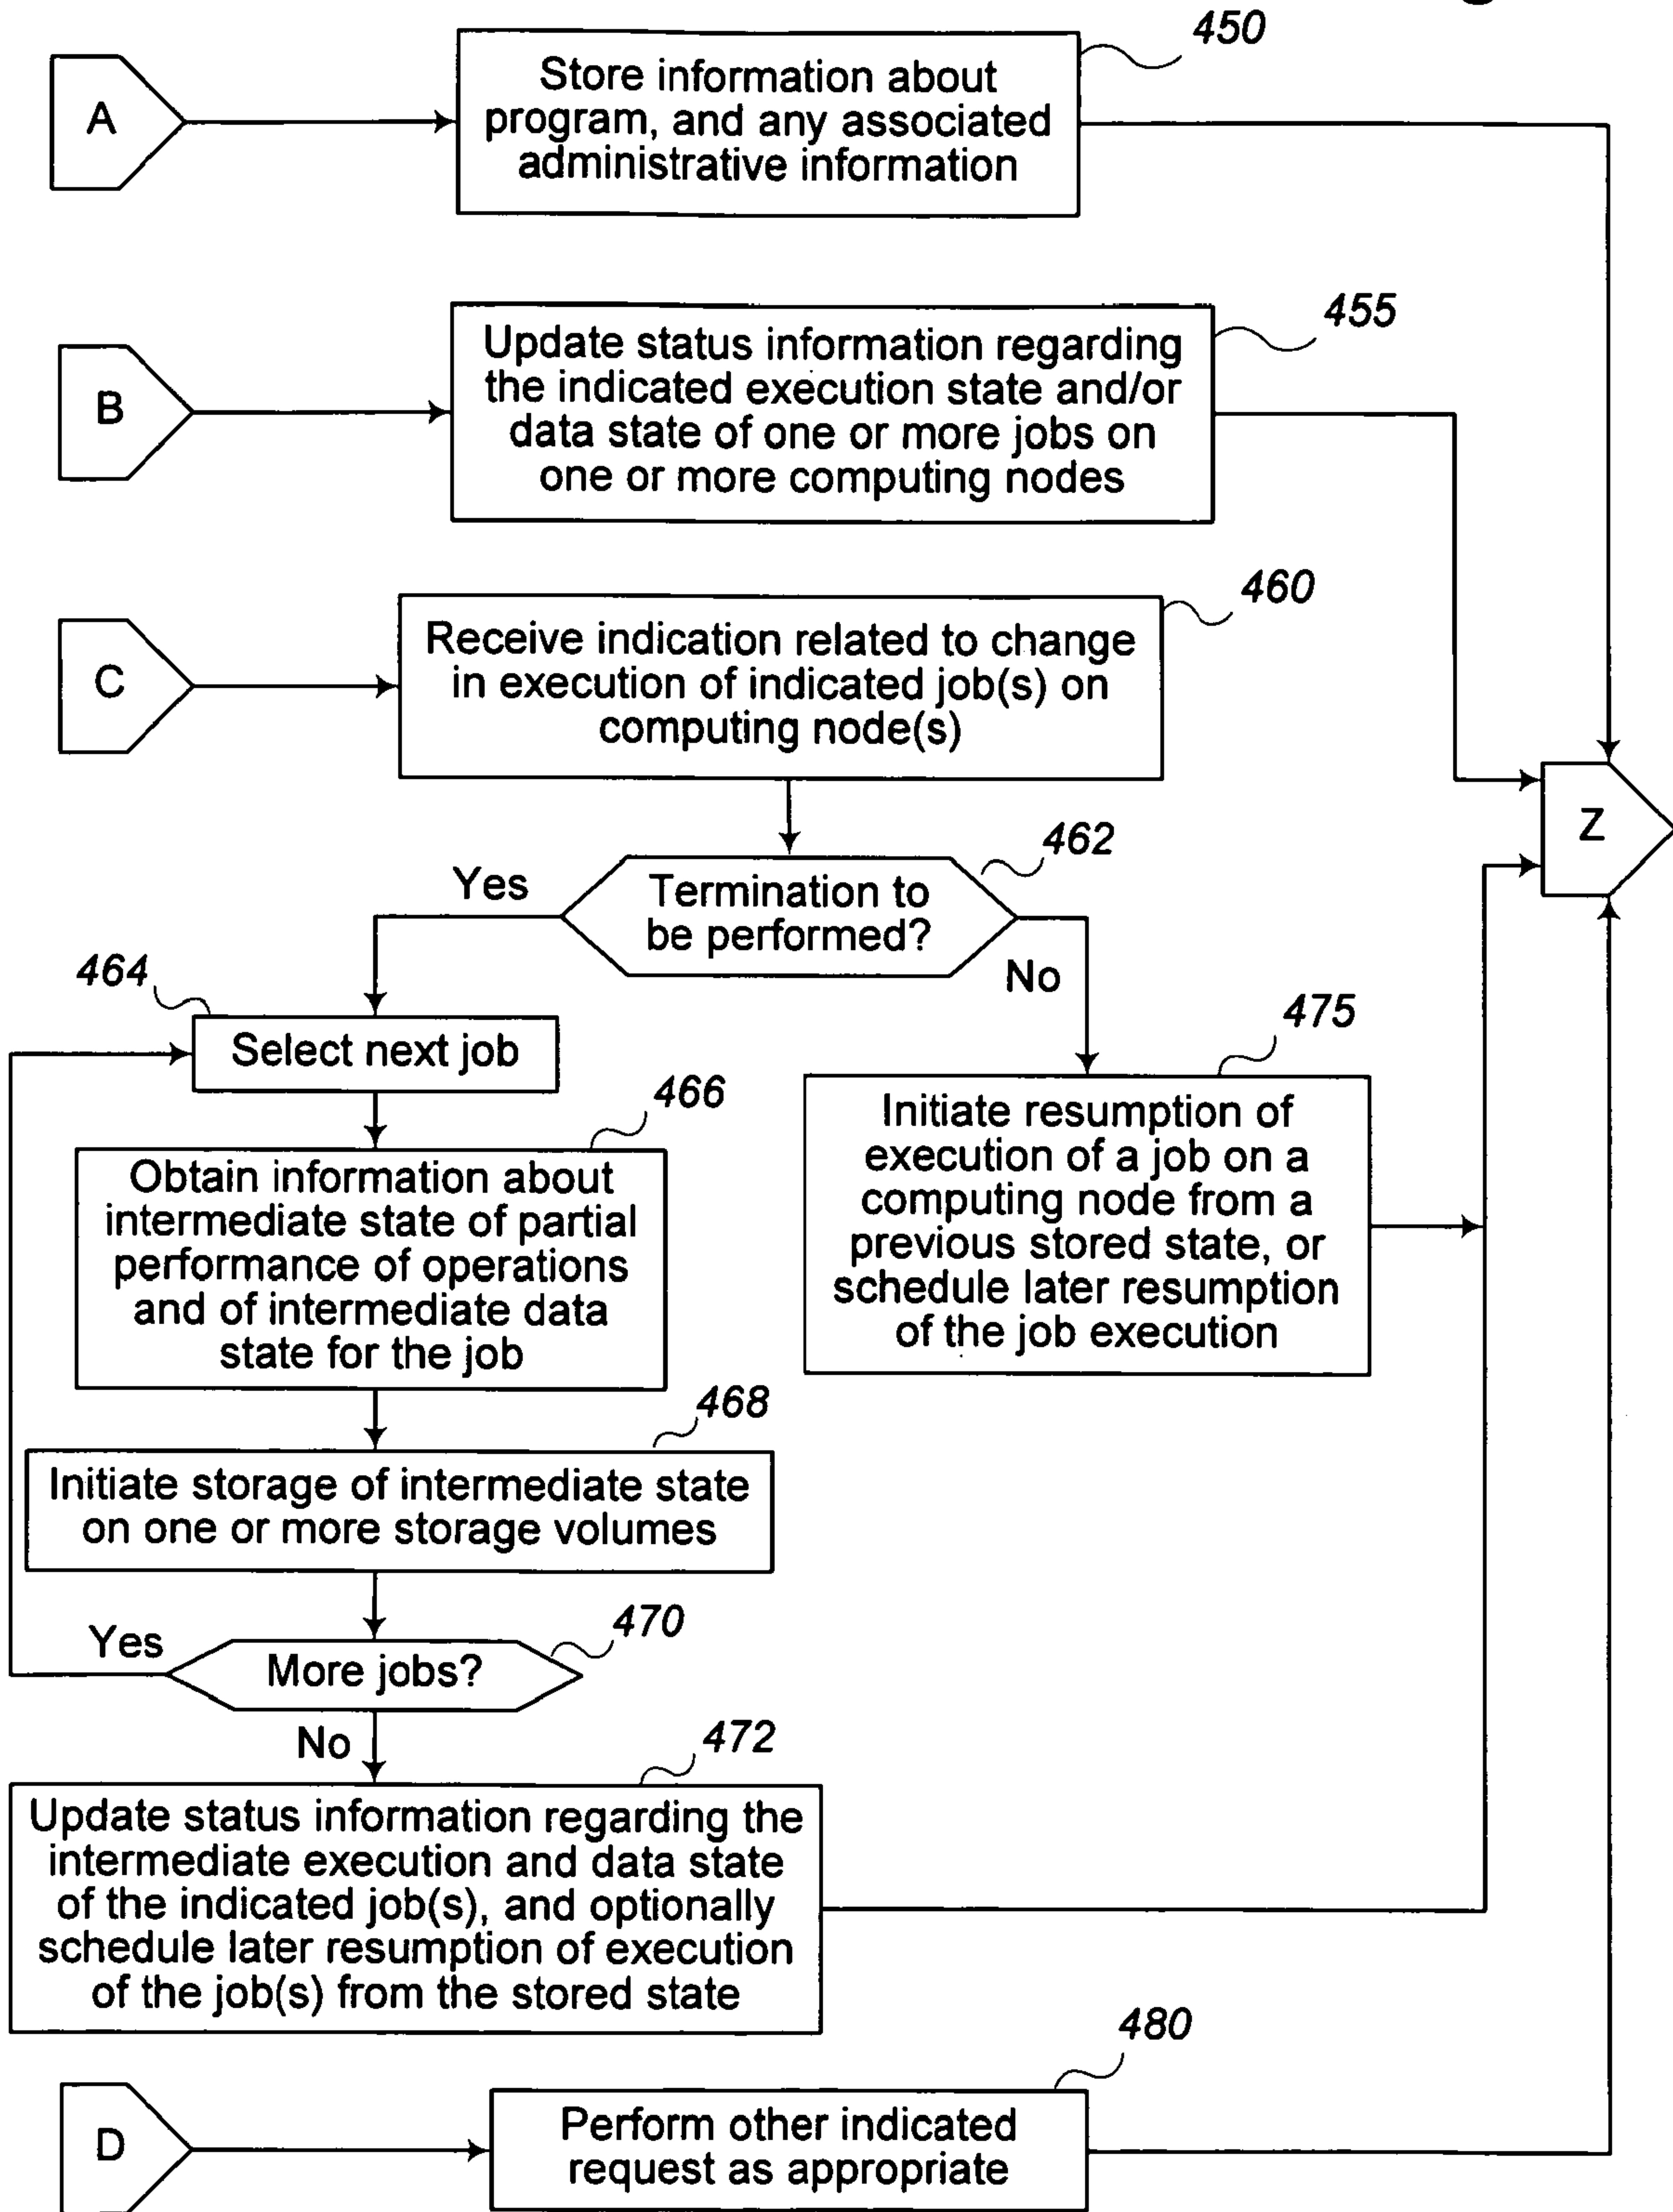 450
A
Store information about
program, and any associated
administrative information
455
B
Update status information regarding
the indicated execution state and/or
data state of one or more jobs on
one or more computing nodes
460
C
Receive indication related to change
in execution of indicated job(s) on
computing node(s)
Z
462
Yes
Termination to
be performed?
No
464
Select next job
475
466
Initiate resumption of
execution of a job on a
computing node from a
previous stored state, or
schedule later resumption
of the job execution
Obtain information about
intermediate state of partial
performance of operations
and of intermediate data
state for the job
468
Initiate storage of intermediate state
on one or more storage volumes
470
Yes
More jobs?
No
472
Update status information regarding the
intermediate execution and data state
of the indicated job(s), and optionally
schedule later resumption of execution
of the job(s) from the stored state
480
D
Perform other indicated
request as appropriate